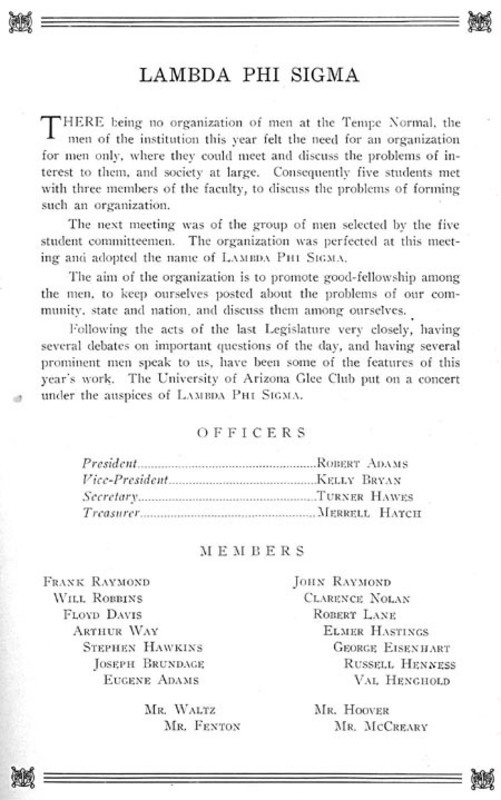 LAMBDA PHI SIGMA
THERE being no organization of men at the Tempe Normal, the
men of the institution this year felt the need for an organization
for men only, where they could meet and discuss the problems of in-
terest to them, and society at large. Consequently five students met
with three members of the faculty, to discuss the problems of forming
such an organization.
The next meeting was of the group of men selected by the five
student committeemen. The organization was perfected at this meet-
ing and adopted the name of LAMBDA PHI SIGMA.
The aim of the organization is to promote good-fellowship among
the men, to keep ourselves posted about the problems of our com-
munity, state and nation, and discuss them among ourselves.
Following the acts of the last Legislature very closely, having
several debates on important questions of the day, and having several
prominent men speak to us, have been some of the features of this
year's work. The University of Arizona Glee Club put on a concert
under the auspices of LAMBDA PHI SIGMA.
OFFICERS
President........................................ROBERT ADAMS
Vice-President................................KELLY BRYAN
Secretary........................................TURNER HAWES
Treasurer.......................................MERRELL HATCH
MEMBERS
FRANK RAYMOND JOHN RAYMOND
WILL ROBBINS CLARENCE NOLAN
FLOYD DAVIS ROBERT LANE
ARTHUR WAY ELMER HASTINGS
STEPHEN HAWKINS GEORGE EISENHART
JOSEPH BRUNDAGE RUSSELL HENNESS
EUGENE ADAMS VAL HENGHOLD
MR. WALTZ MR. HOOVER
MR. FENTON MR. MCCREARY